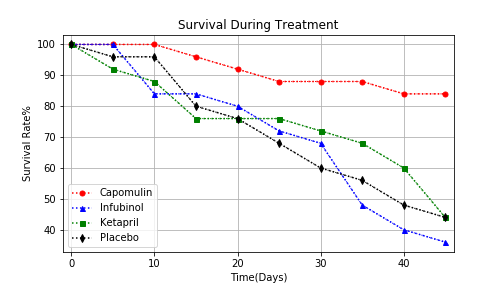 Survival During Treatment
100
90
80
70
60
50
40
Survival Rate%
Capomulin
Infubinol
Ketapril
Placebo
0
10
20
30
40
Time(Days)